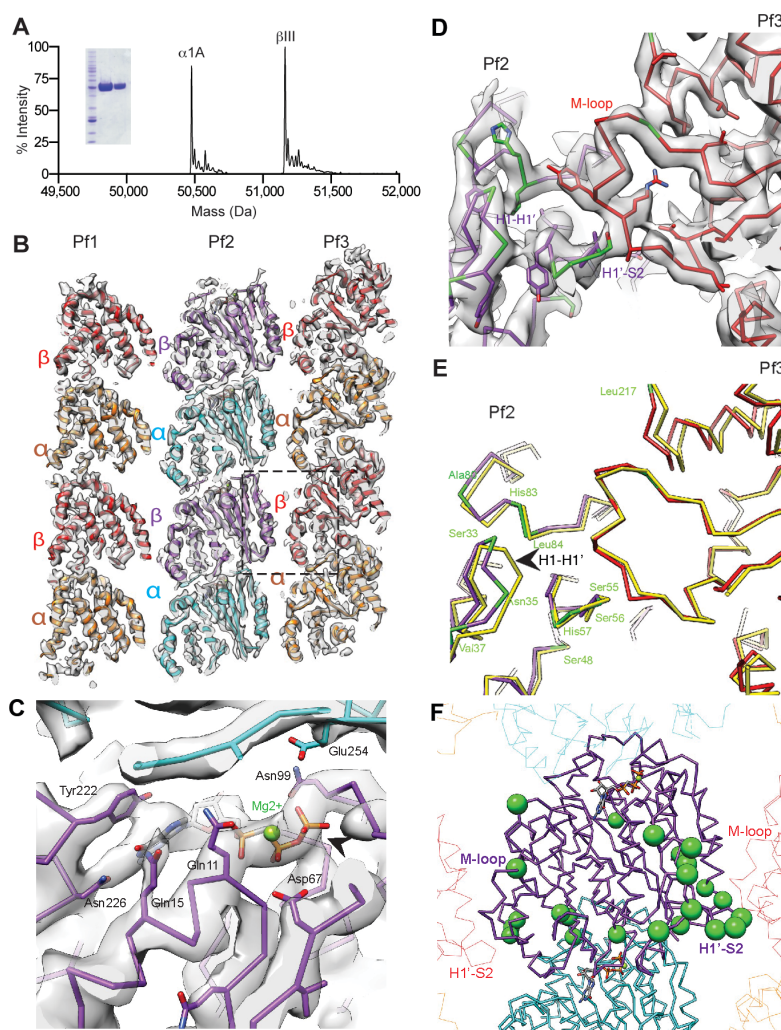 A
α1A
βIII
100
75
50
25
0
% Intensity
49,500
50,000
50,500
51,000
51,500
52,000
Mass (Da)
B
Pf1
Pf2
Pf3
β
β
β
α
α
α
β
β
β
α
α
α
C
Glu254
Tyr222
Asn99
Mg2+
Gln11
Asp67
Gln15
Asn226
D
Pf3
Pf2
M-loop
H1-H1'
H1'-S2
E
Pf3
Leu217
Pf2
His83
Ser33
Leu84
H1-H1'
Asn35
Ser55
Ser56
His57
Val37
Ser48
F
M-loop
M-loop
H1'-S2
H1'-S2